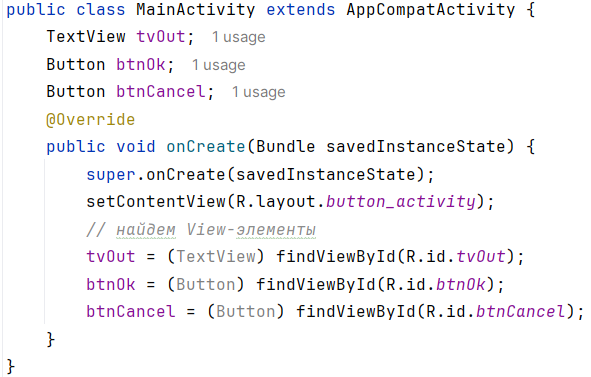 public class MainActivity extends AppCompatActivity {
TextView tvOut; 1 usage
Button btnOk; 1 usage
Button btnCancel; 1 usage
@Override
public void onCreate(Bundle savedInstanceState) {
super.onCreate(savedInstanceState);
setContentView(R.layout.button_activity);
// найдем View-элементы
tvOut = (TextView) findViewById(R.id.tvOut);
btnOk = (Button) findViewById(R.id.btnOk);
btnCancel = (Button) findViewById(R.id.btnCancel);
}
}